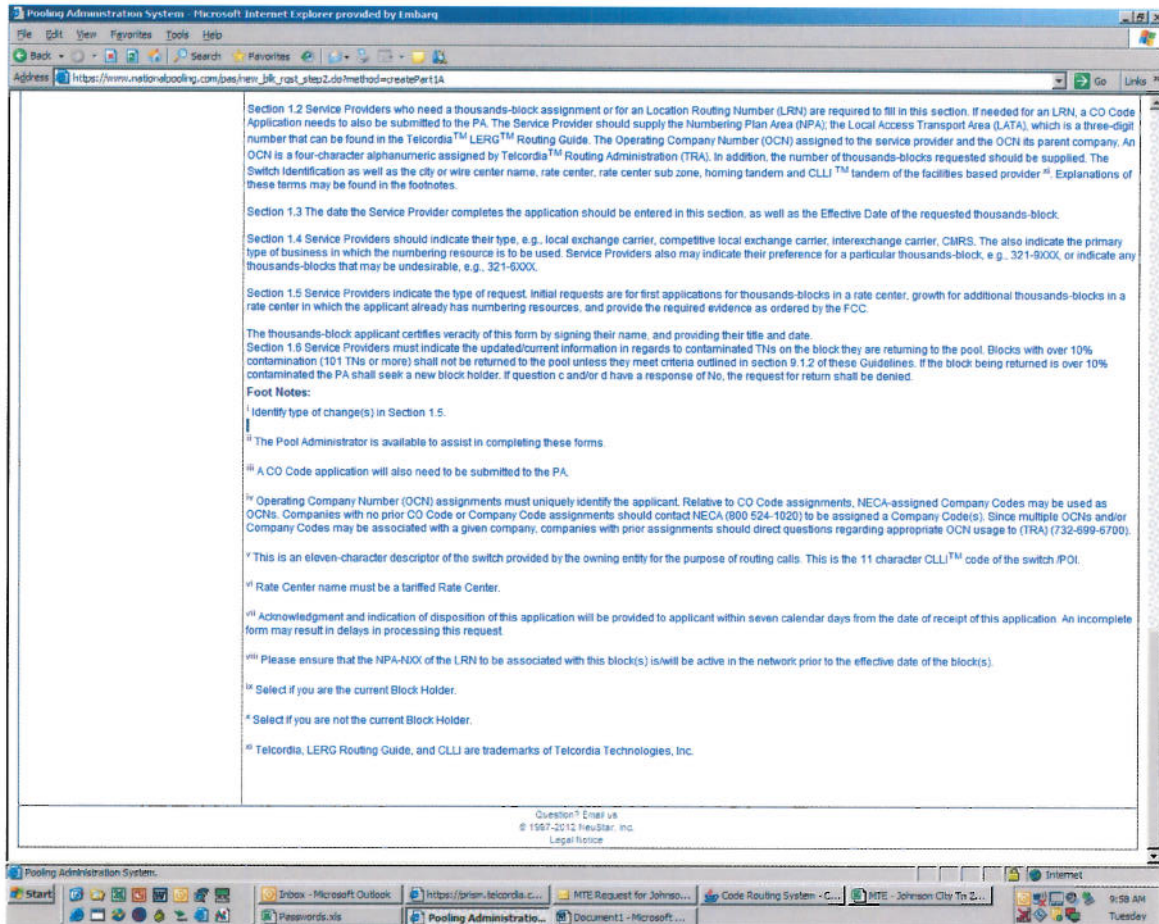 Pooling Administration System - Microsoft Internet Explorer provided by Embarq
File Edit View Favorites Tools Help
Back Search Favorites
Address https://www.nationalpooling.com/pas/new_blk_rqst_step2.do?method=createPart1A Go Links »
Section 1.2 Service Providers who need a thousands-block assignment or for an Location Routing Number (LRN) are required to fill in this section. If needed for an LRN, a CO Code
Application needs to also be submitted to the PA. The Service Provider should supply the Numbering Plan Area (NPA); the Local Access Transport Area (LATA), which is a three-digit
number that can be found in the Telcordia™ LERG™ Routing Guide. The Operating Company Number (OCN) assigned to the service provider and the OCN its parent company. An
OCN is a four-character alphanumeric assigned by Telcordia™ Routing Administration (TRA). In addition, the number of thousands-blocks requested should be supplied. The
Switch Identification as well as the city or wire center name, rate center, rate center sub zone, homing tandem and CLLI ™ tandem of the facilities based provider xi. Explanations of
these terms may be found in the footnotes.
Section 1.3 The date the Service Provider completes the application should be entered in this section, as well as the Effective Date of the requested thousands-block.
Section 1.4 Service Providers should indicate their type, e.g., local exchange carrier, competitive local exchange carrier, interexchange carrier, CMRS. The also indicate the primary
type of business in which the numbering resource is to be used. Service Providers also may indicate their preference for a particular thousands-block, e.g., 321-9XXX, or indicate any
thousands-blocks that may be undesirable, e.g., 321-6XXX.
Section 1.5 Service Providers indicate the type of request. Initial requests are for first applications for thousands-blocks in a rate center, growth for additional thousands-blocks in a
rate center in which the applicant already has numbering resources, and provide the required evidence as ordered by the FCC.
The thousands-block applicant certifies veracity of this form by signing their name, and providing their title and date.
Section 1.6 Service Providers must indicate the updated/current information in regards to contaminated TNs on the block they are returning to the pool. Blocks with over 10%
contamination (101 TNs or more) shall not be returned to the pool unless they meet criteria outlined in section 9.1.2 of these Guidelines. If the block being returned is over 10%
contaminated the PA shall seek a new block holder. If question c and/or d have a response of No, the request for return shall be denied.
Foot Notes:
i Identify type of change(s) in Section 1.5.
ii The Pool Administrator is available to assist in completing these forms.
iii A CO Code application will also need to be submitted to the PA.
iv Operating Company Number (OCN) assignments must uniquely identify the applicant. Relative to CO Code assignments, NECA-assigned Company Codes may be used as
OCNs. Companies with no prior CO Code or Company Code assignments should contact NECA (800 524-1020) to be assigned a Company Code(s). Since multiple OCNs and/or
Company Codes may be associated with a given company, companies with prior assignments should direct questions regarding appropriate OCN usage to (TRA) (732-699-6700).
v This is an eleven-character descriptor of the switch provided by the owning entity for the purpose of routing calls. This is the 11 character CLLI™ code of the switch /POI.
vi Rate Center name must be a tariffed Rate Center.
vii Acknowledgment and indication of disposition of this application will be provided to applicant within seven calendar days from the date of receipt of this application. An incomplete
form may result in delays in processing this request.
viii Please ensure that the NPA-NXX of the LRN to be associated with this block(s) is/will be active in the network prior to the effective date of the block(s).
ix Select if you are the current Block Holder.
x Select if you are not the current Block Holder.
xi Telcordia, LERG Routing Guide, and CLLI are trademarks of Telcordia Technologies, Inc.
Question? Email us
© 1997-2012 NeuStar, Inc.
Legal Notice
Pooling Administration System. Internet
Start Inbox - Microsoft Outlook https://prism.telcordia.c... MTE Request for Johnso... Code Routing System - C... MTE - Johnson City Tn Z... 9:58 AM
Passwords.xls Pooling Administratio... Document1 - Microsoft ... Tuesday